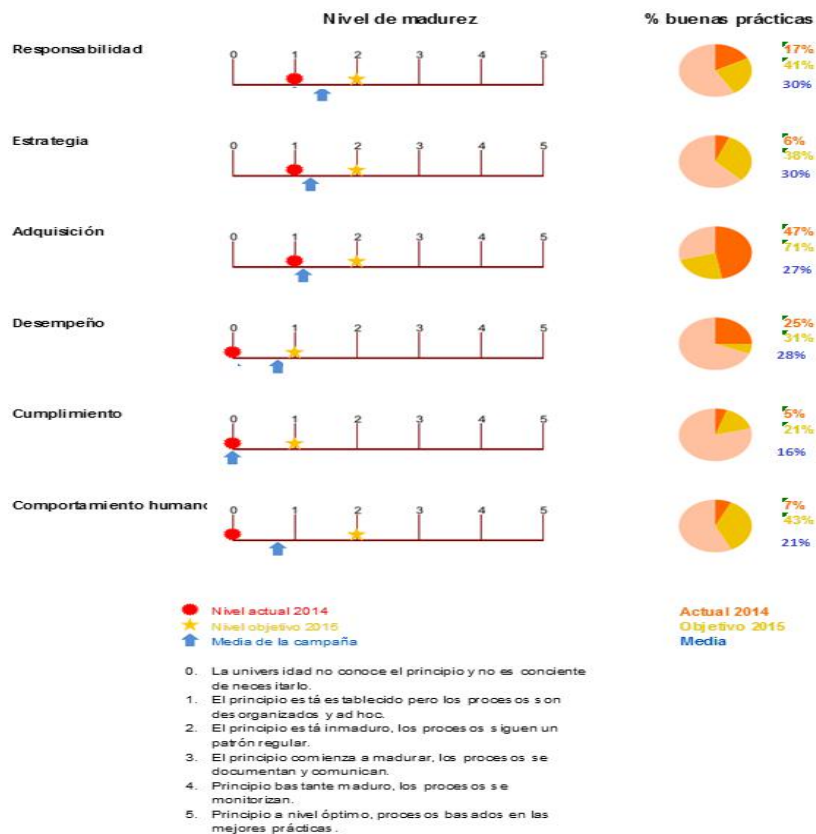 Nivel de madurez % buenas prácticas
Responsabilidad 0 1 2 3 4 5 17%
41%
30%
Estrategia 0 1 2 3 4 5 6%
38%
30%
Adquisición 0 1 2 3 4 5 47%
71%
27%
Desempeño 0 1 2 3 4 5 25%
31%
28%
Cumplimiento 0 1 2 3 4 5 5%
21%
16%
Comportamiento humano 0 1 2 3 4 5 7%
43%
21%
Nivel actual 2014 Actual 2014
Nivel objetivo 2015 Objetivo 2015
Media de la campaña Media
0. La universidad no conoce el principio y no es conciente
de necesitarlo.
1. El principio está establecido pero los procesos son
desorganizados y ad hoc.
2. El principio está inmaduro, los procesos siguen un
patrón regular.
3. El principio comienza a madurar, los procesos se
documentan y comunican.
4. Principio bastante maduro, los procesos se
monitorizan.
5. Principio a nivel óptimo, procesos basados en las
mejores prácticas.